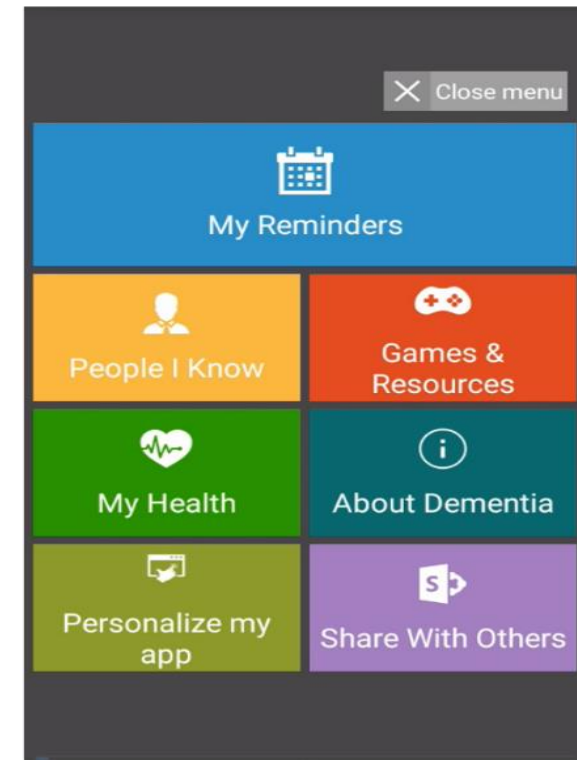 Close menu
My Reminders
People I Know
Games &
Resources
My Health
About Dementia
Personalize my
app
S
Share With Others